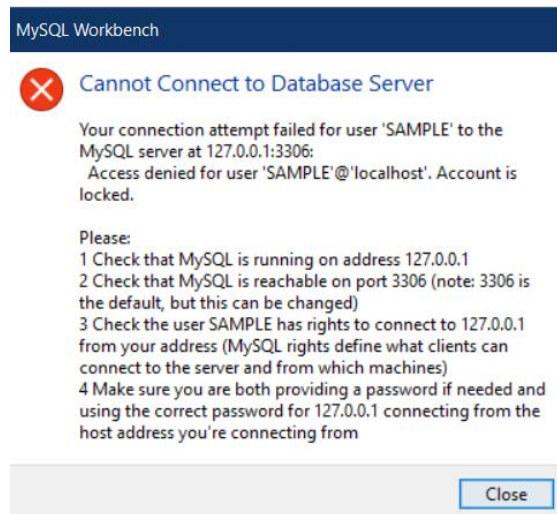 MySQL Workbench
Cannot Connect to Database Server
Your connection attempt failed for user 'SAMPLE' to the
MySQL server at 127.0.0.1:3306:
Access denied for user 'SAMPLE'@'localhost'. Account is
locked.
Please:
1 Check that MySQL is running on address 127.0.0.1
2 Check that MySQL is reachable on port 3306 (note: 3306 is
the default, but this can be changed)
3 Check the user SAMPLE has rights to connect to 127.0.0.1
from your address (MySQL rights define what clients can
connect to the server and from which machines)
4 Make sure you are both providing a password if needed and
using the correct password for 127.0.0.1 connecting from the
host address you're connecting from
Close